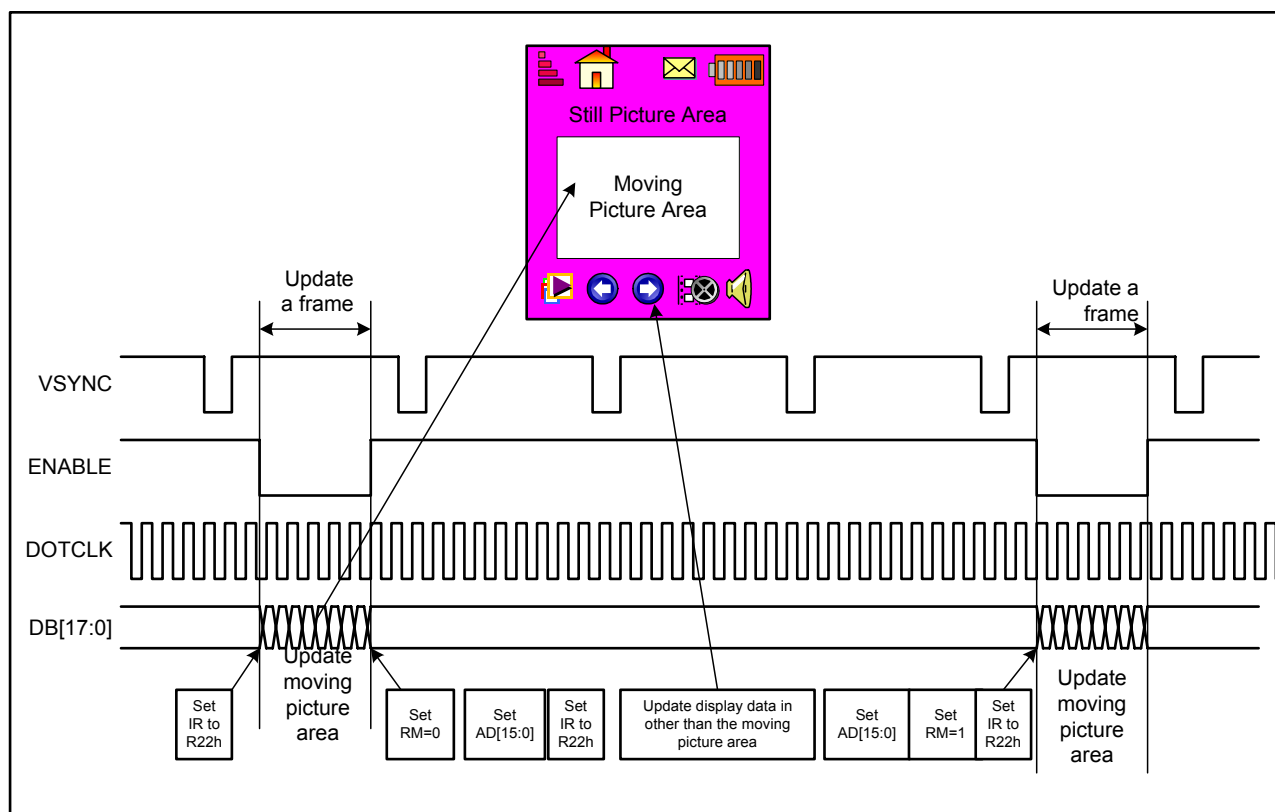 Still Picture Area
Moving
Picture Area
Update
a frame
Update a
frame
VSYNC
ENABLE
DOTCLK
DB[17:0]
Update
moving
picture
area
Update
moving
picture
area
Set
IR to
R22h
Set
RM=0
Set
AD[15:0]
Set
IR to
R22h
Update display data in
other than the moving
picture area
Set
AD[15:0]
Set
RM=1
Set
IR to
R22h